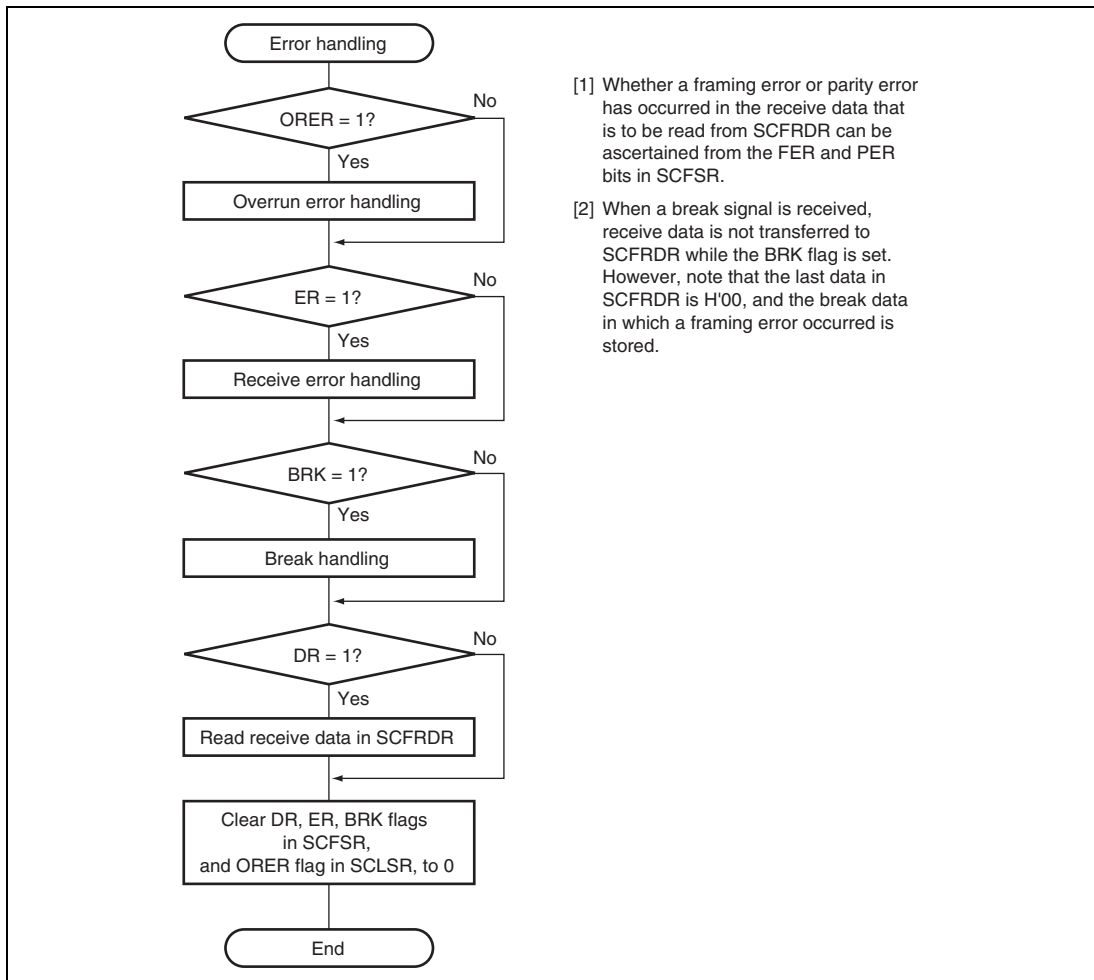 Error handling
ORER = 1?
No
Yes
Overrun error handling
ER = 1?
No
Yes
Receive error handling
BRK = 1?
No
Yes
Break handling
DR = 1?
No
Yes
Read receive data in SCFRDR
Clear DR, ER, BRK flags
in SCFSR,
and ORER flag in SCLSR, to 0
End
[1] Whether a framing error or parity error
has occurred in the receive data that
is to be read from SCFRDR can be
ascertained from the FER and PER
bits in SCFSR.
[2] When a break signal is received,
receive data is not transferred to
SCFRDR while the BRK flag is set.
However, note that the last data in
SCFRDR is H'00, and the break data
in which a framing error occurred is
stored.